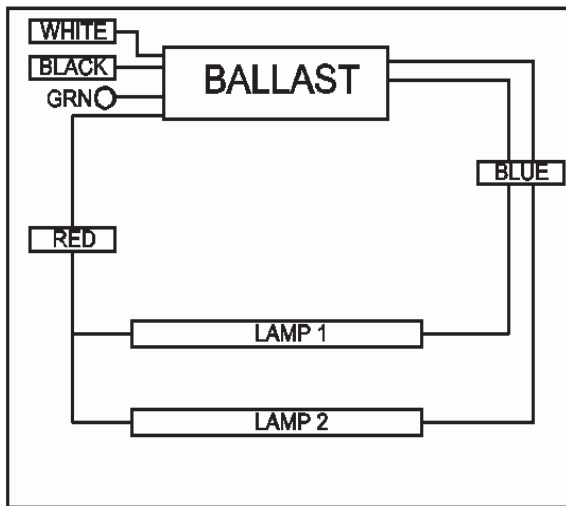 WHITE
BLACK
BALLAST
GRN
BLUE
RED
LAMP 1
LAMP 2